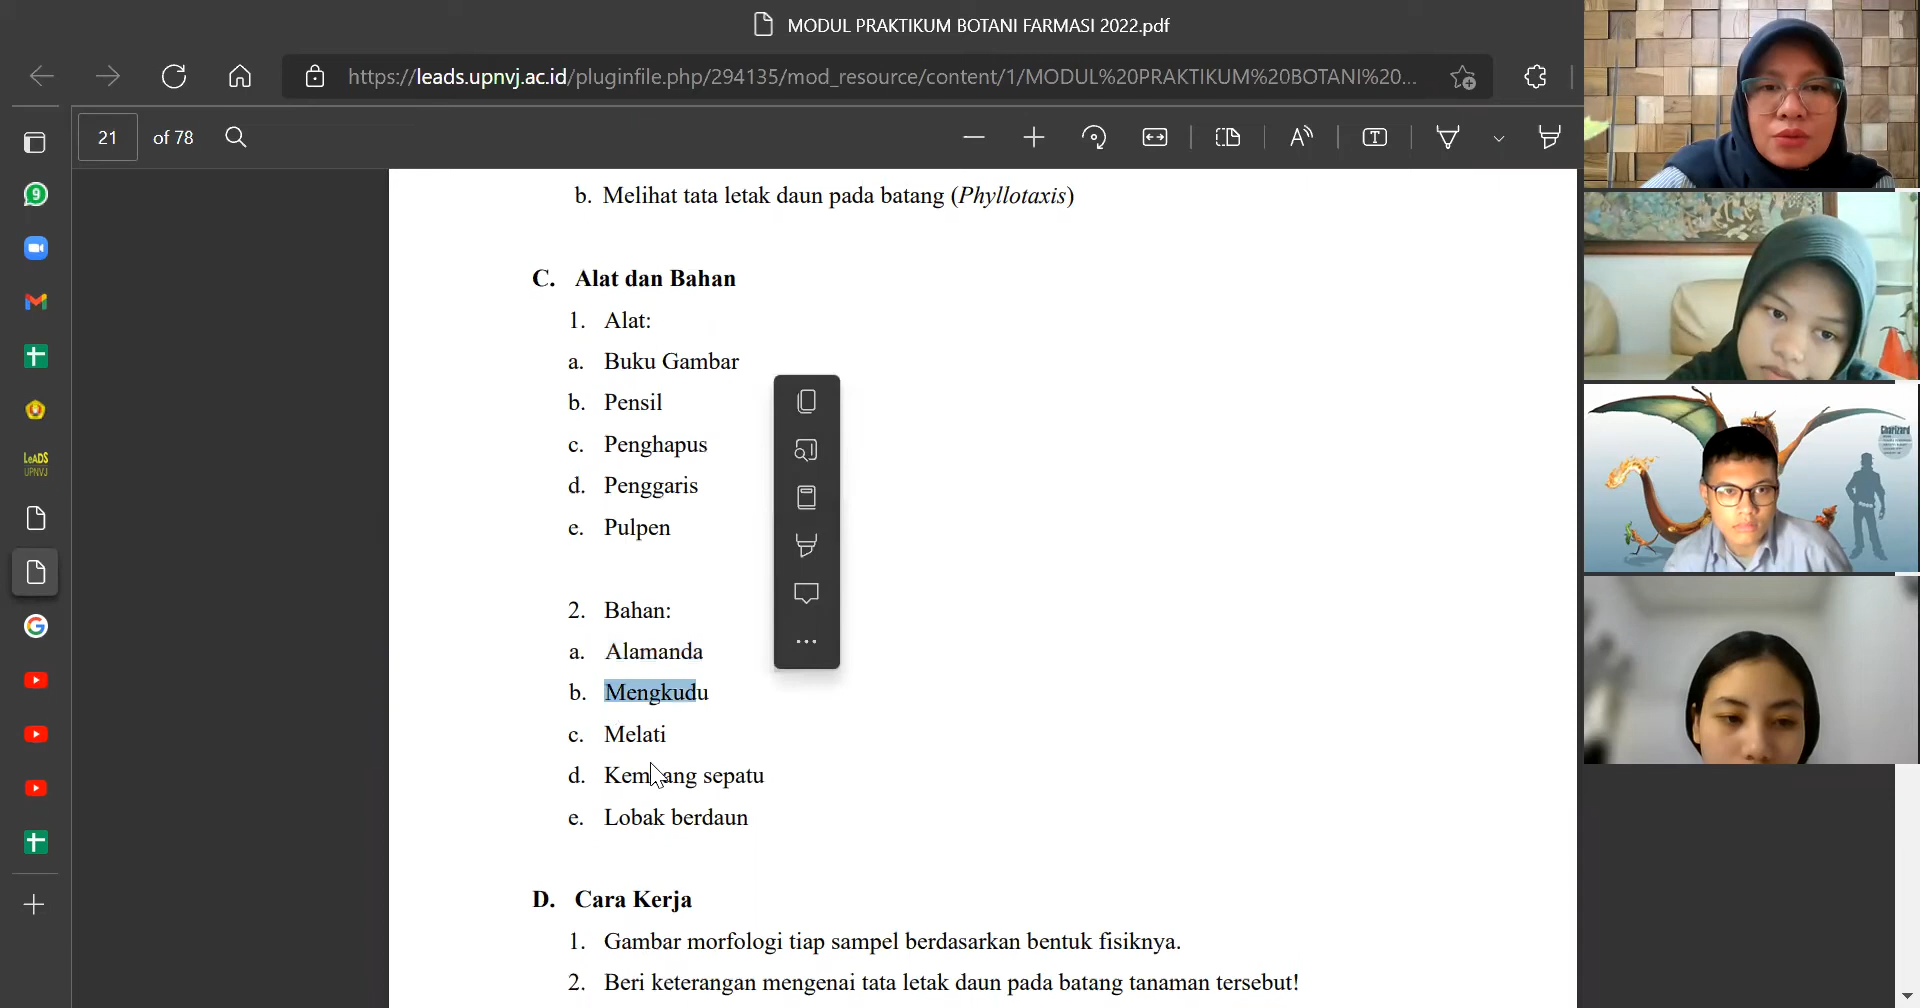 MODUL PRAKTIKUM BOTANI FARMASI 2022.pdf
https://leads.upnvj.ac.id/pluginfile.php/294135/mod_resource/content/1/MODUL%20PRAKTIKUM%20BOTANI%20...
21 of 78
9
LeADS
UPNVJ
b. Melihat tata letak daun pada batang (Phyllotaxis)
C. Alat dan Bahan
1. Alat:
a. Buku Gambar
b. Pensil
c. Penghapus
d. Penggaris
e. Pulpen
2. Bahan:
a. Alamanda
b. Mengkudu
c. Melati
d. Kembang sepatu
e. Lobak berdaun
D. Cara Kerja
1. Gambar morfologi tiap sampel berdasarkan bentuk fisiknya.
2. Beri keterangan mengenai tata letak daun pada batang tanaman tersebut!
Charizard